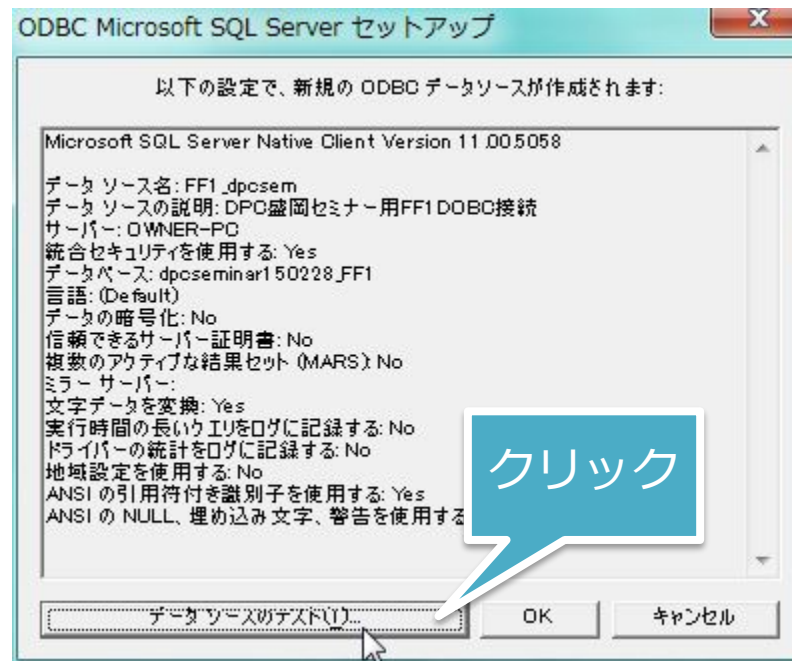 ODBC Microsoft SQL Server セットアップ
以下の設定で、新規の ODBC データソースが作成されます:
Microsoft SQL Server Native Client Version 11.00.5058
データ ソース名: FF1_dpcsem
データ ソースの説明: DPC盛岡セミナー用FF1DOBC接続
サーバー: OWNER-PC
統合セキュリティを使用する: Yes
データベース: dpcseminar150228_FF1
言語: (Default)
データの暗号化: No
信頼できるサーバー証明書: No
複数のアクティブな結果セット (MARS): No
ミラー サーバー:
文字データを変換: Yes
実行時間の長いクエリをログに記録する: No
ドライバーの統計をログに記録する: No
地域設定を使用する: No
ANSI の引用符付き識別子を使用する: Yes
ANSI の NULL、埋め込み文字、警告を使用する
クリック
データ ソースのテスト(T)...
OK
キャンセル